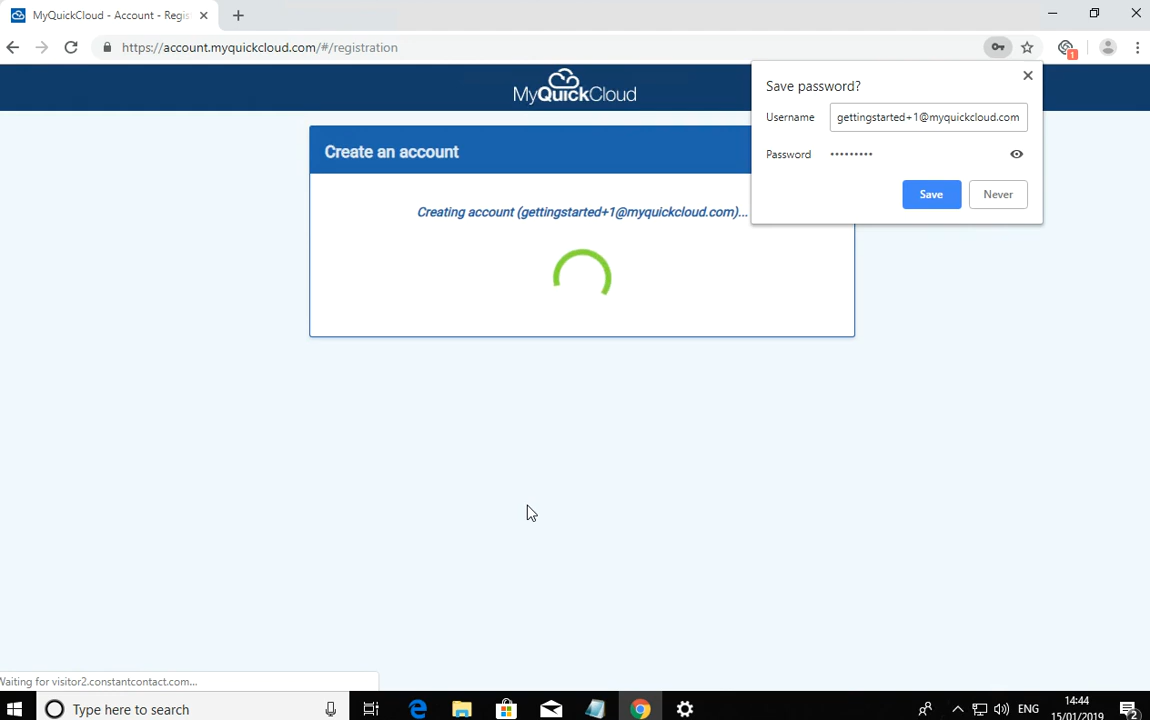 MyQuickCloud - Account - Regis
https://account.myquickcloud.com/#/registration
1
MyQuickCloud
Save password?
Username gettingstarted+1@myquickcloud.com
Password •••••••••
Save Never
Create an account
Creating account (gettingstarted+1@myquickcloud.com)...
Waiting for visitor2.constantcontact.com...
Type here to search
ENG
14:44
15/01/2019
2